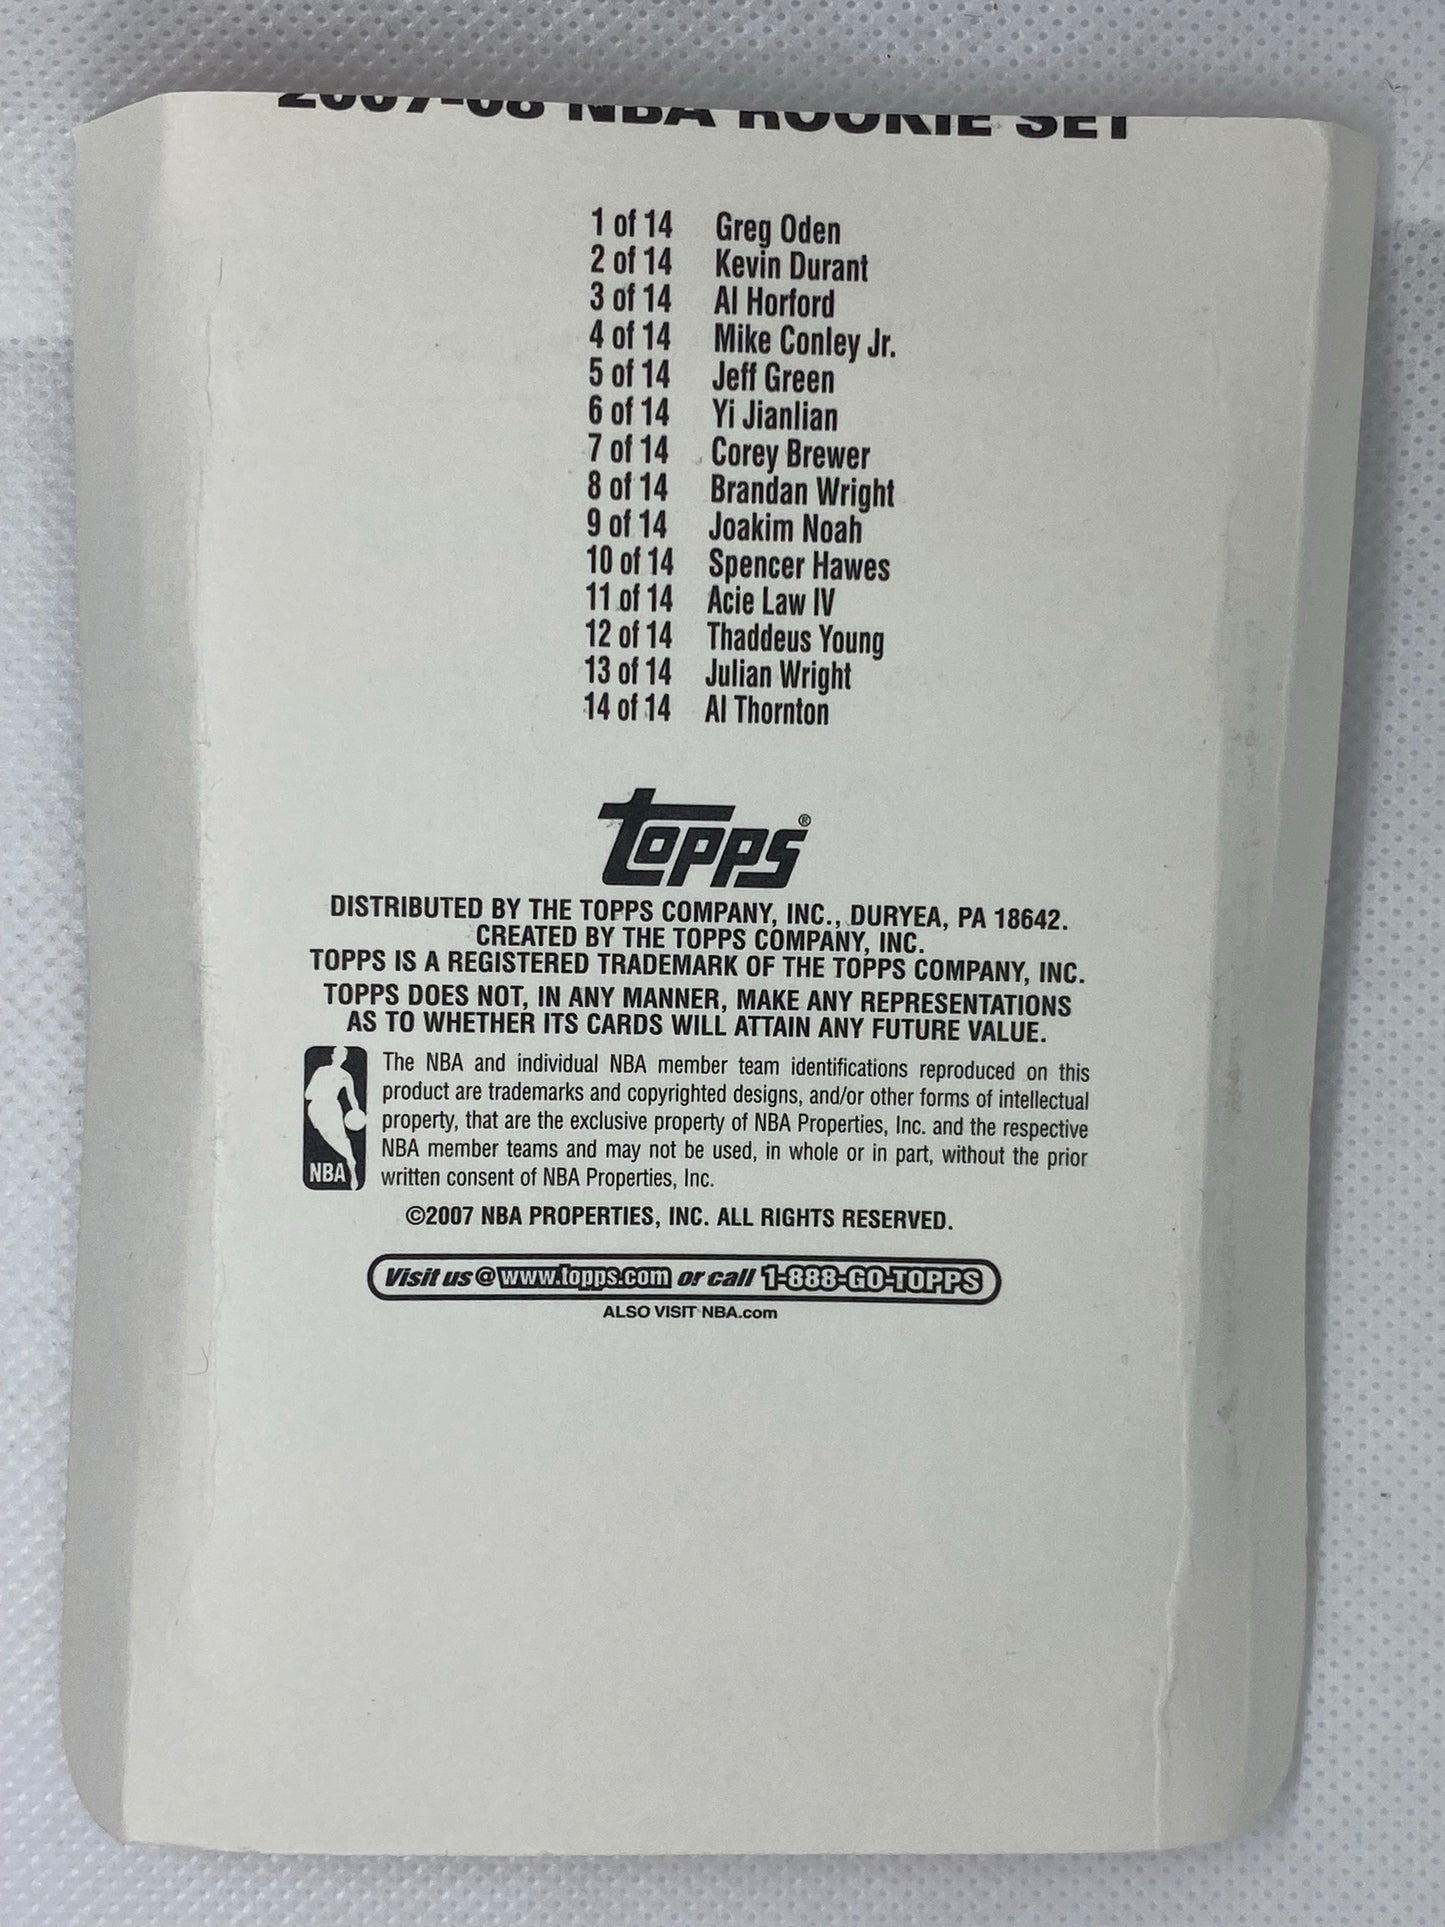 2007-08 NBA ROOKIE SET
1 of 14 Greg Oden
2 of 14 Kevin Durant
3 of 14 Al Horford
4 of 14 Mike Conley Jr.
5 of 14 Jeff Green
6 of 14 Yi Jianlian
7 of 14 Corey Brewer
8 of 14 Brandan Wright
9 of 14 Joakim Noah
10 of 14 Spencer Hawes
11 of 14 Acie Law IV
12 of 14 Thaddeus Young
13 of 14 Julian Wright
14 of 14 Al Thornton
topps®
DISTRIBUTED BY THE TOPPS COMPANY, INC., DURYEA, PA 18642.
CREATED BY THE TOPPS COMPANY, INC.
TOPPS IS A REGISTERED TRADEMARK OF THE TOPPS COMPANY, INC.
TOPPS DOES NOT, IN ANY MANNER, MAKE ANY REPRESENTATIONS
AS TO WHETHER ITS CARDS WILL ATTAIN ANY FUTURE VALUE.
The NBA and individual NBA member team identifications reproduced on this
product are trademarks and copyrighted designs, and/or other forms of intellectual
property, that are the exclusive property of NBA Properties, Inc. and the respective
NBA member teams and may not be used, in whole or in part, without the prior
written consent of NBA Properties, Inc.
NBA
©2007 NBA PROPERTIES, INC. ALL RIGHTS RESERVED.
Visit us @ www.topps.com or call 1-888-GO-TOPPS
ALSO VISIT NBA.com